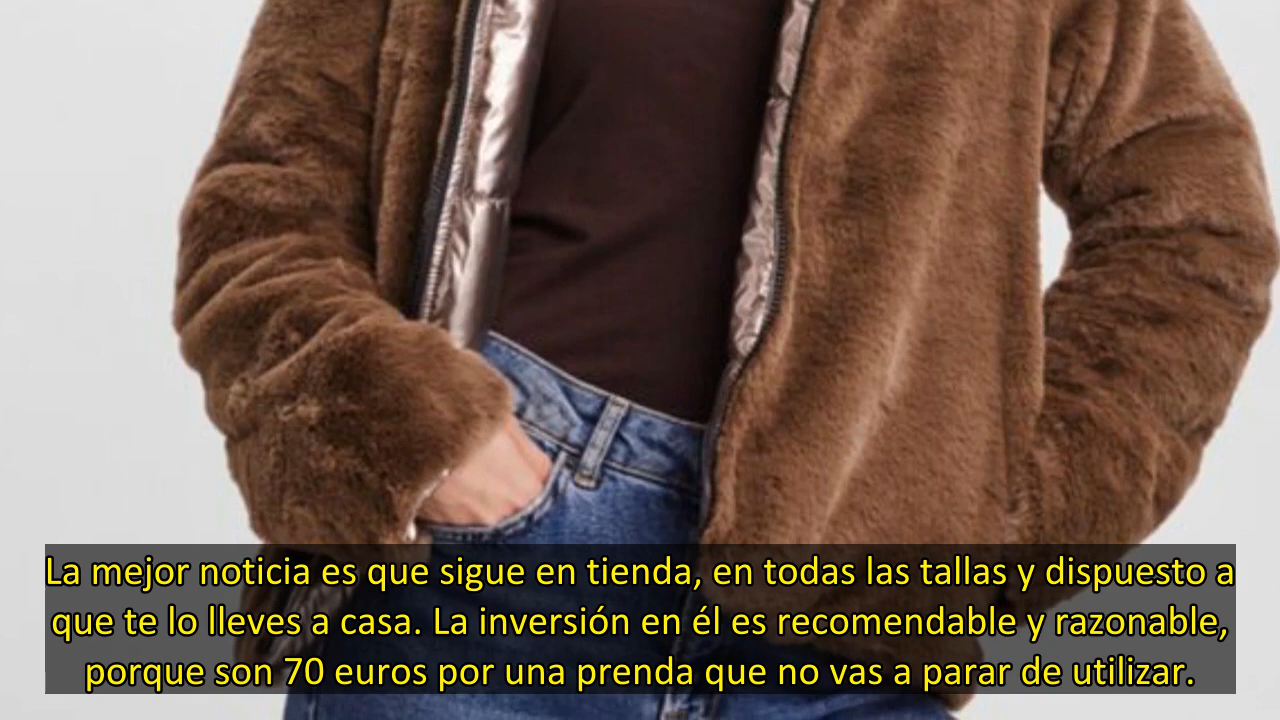 La mejor noticia es que sigue en tienda, en todas las tallas y dispuesto a
que te lo lleves a casa. La inversión en él es recomendable y razonable,
porque son 70 euros por una prenda que no vas a parar de utilizar.